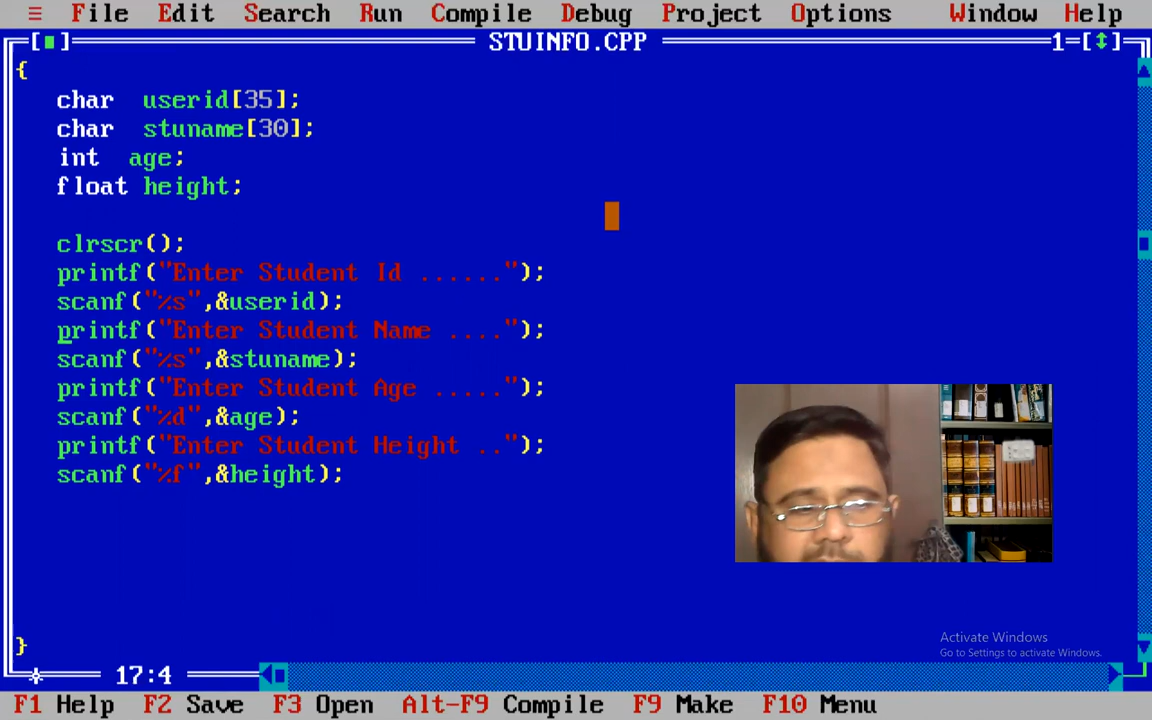 ≡ File Edit Search Run Compile Debug Project Options Window Help
[■] STUINFO.CPP 1=[↕]
{
char userid[35];
char stuname[30];
int age;
float height;
clrscr();
printf("Enter Student Id ......");
scanf("%s",&userid);
printf("Enter Student Name ....");
scanf("%s",&stuname);
printf("Enter Student Age .....");
scanf("%d",&age);
printf("Enter Student Height ..");
scanf("%f",&height);
}
Activate Windows
Go to Settings to activate Windows.
17:4
F1 Help F2 Save F3 Open Alt-F9 Compile F9 Make F10 Menu